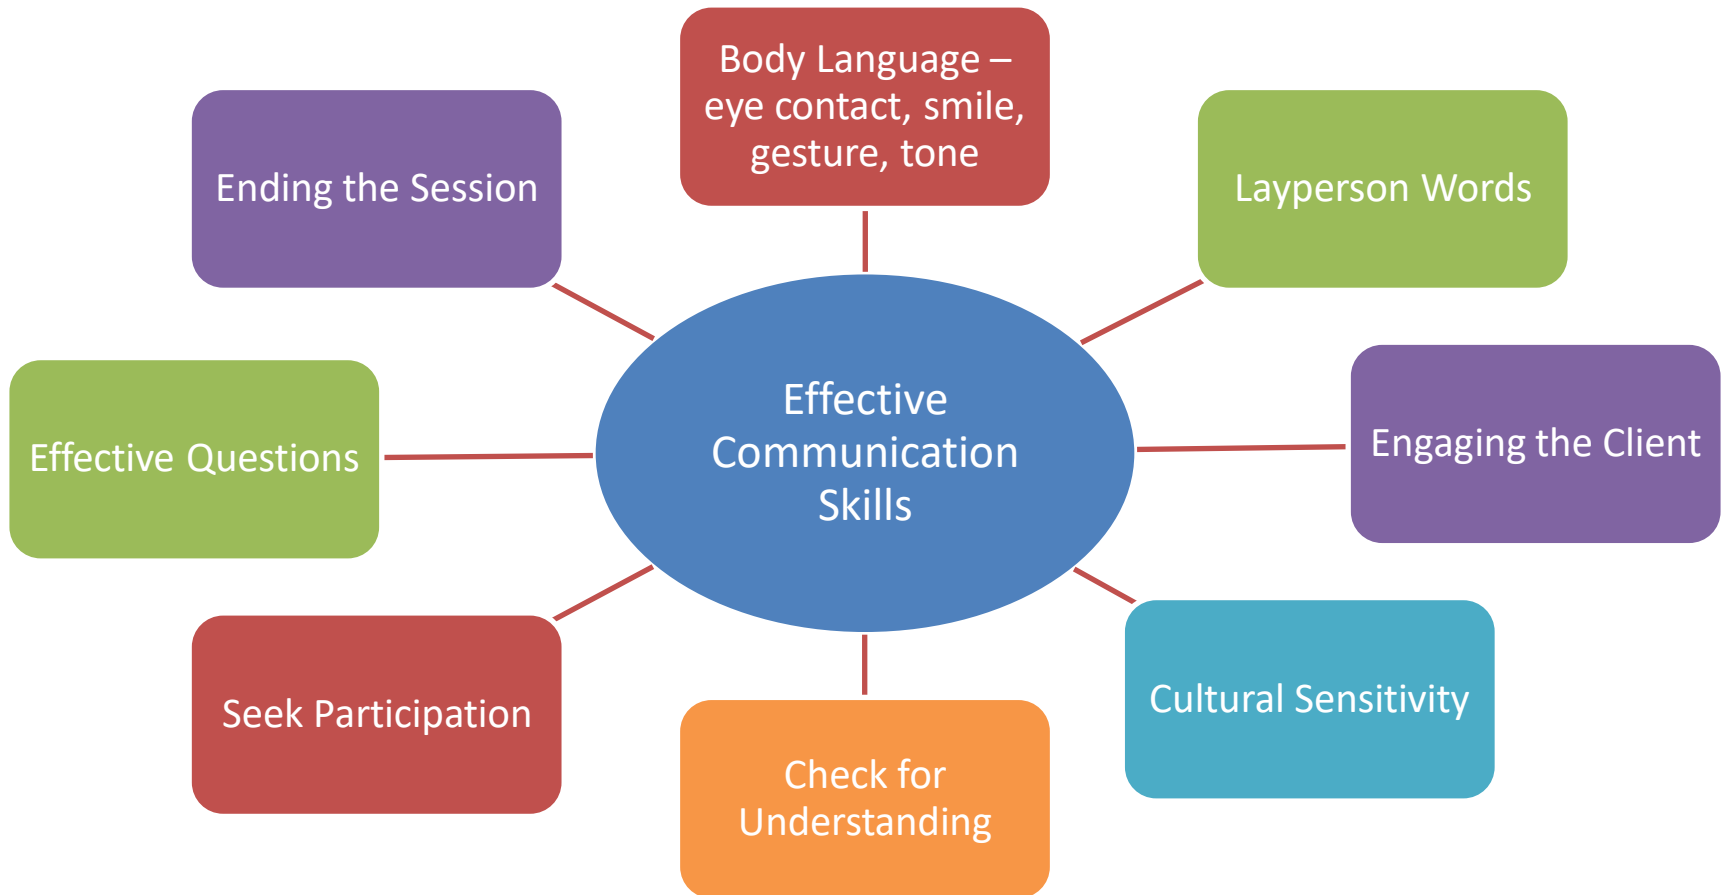 Body Language –
eye contact, smile,
gesture, tone
Ending the Session
Layperson Words
Effective
Communication
Skills
Engaging the Client
Effective Questions
Seek Participation
Cultural Sensitivity
Check for
Understanding